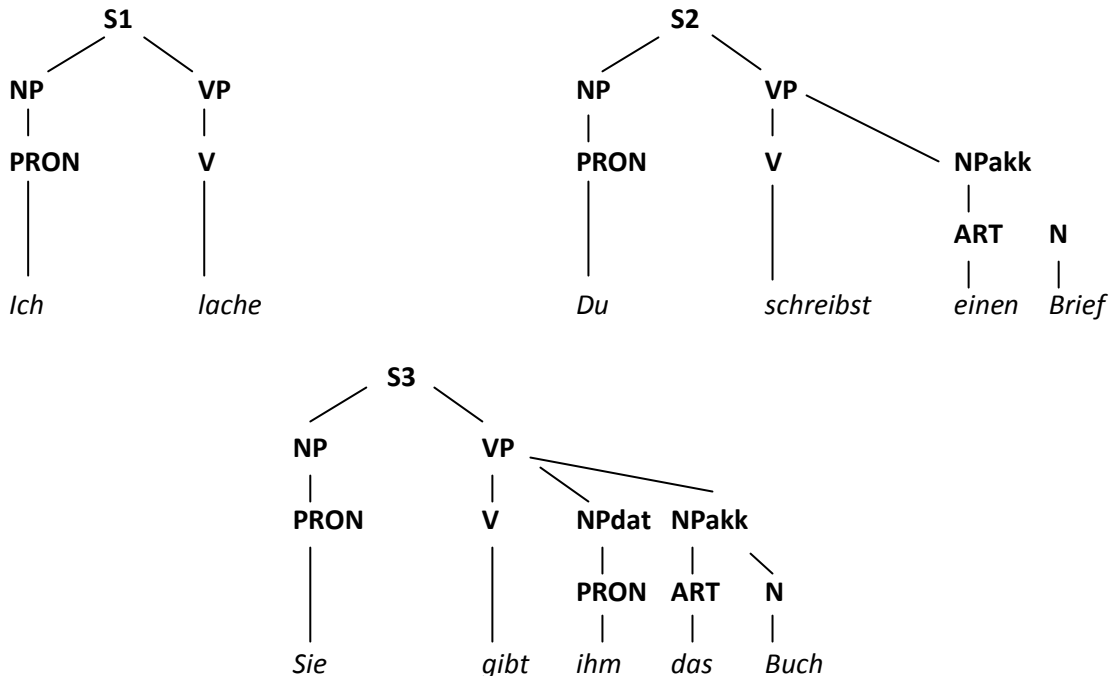 S1 S2
NP VP NP VP
PRON V PRON V NPakk
ART N
Ich lache Du schreibst einen Brief
S3
NP VP
PRON V NPdat NPakk
PRON ART N
Sie gibt ihm das Buch